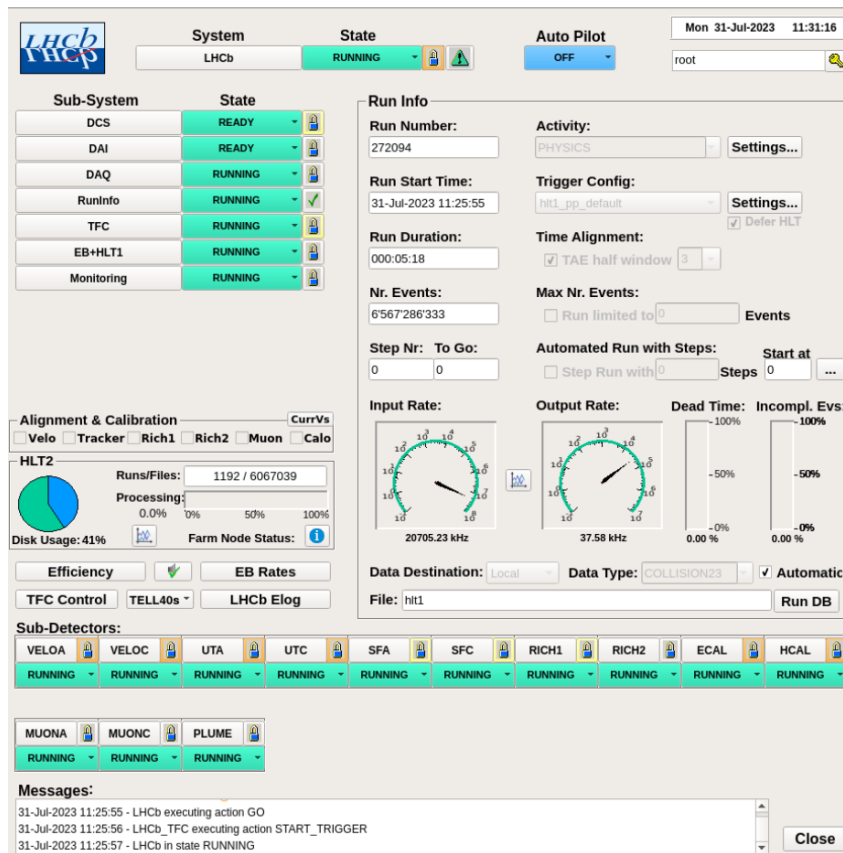 LHCb
System State Auto Pilot Mon 31-Jul-2023 11:31:16
LHCb RUNNING OFF root
Sub-System State
DCS READY
DAI READY
DAQ RUNNING
RunInfo RUNNING
TFC RUNNING
EB+HLT1 RUNNING
Monitoring RUNNING
Run Info
Run Number: Activity:
272094 PHYSICS Settings...
Run Start Time: Trigger Config:
31-Jul-2023 11:25:55 hlt1_pp_default Settings...
Defer HLT
Run Duration: Time Alignment:
000:05:18 TAE half window 3
Nr. Events: Max Nr. Events:
6'567'286'333 Run limited to 0 Events
Step Nr: To Go: Automated Run with Steps: Start at
0 0 Step Run with 0 Steps 0 ...
Input Rate: Output Rate: Dead Time: Incompl. Evs:
100% 100%
50% 50%
0% 0%
20705.23 kHz 37.58 kHz 0.00 % 0.00 %
Data Destination: Local Data Type: COLLISION23 Automatic
File: hlt1 Run DB
Alignment & Calibration CurrVs
Velo Tracker Rich1 Rich2 Muon Calo
HLT2
Runs/Files: 1192 / 6067039
Processing:
0.0% 0% 50% 100%
Disk Usage: 41% Farm Node Status:
Efficiency EB Rates
TFC Control TELL40s LHCb Elog
Sub-Detectors:
VELOA VELOC UTA UTC SFA SFC RICH1 RICH2 ECAL HCAL
RUNNING RUNNING RUNNING RUNNING RUNNING RUNNING RUNNING RUNNING RUNNING RUNNING
MUONA MUONC PLUME
RUNNING RUNNING RUNNING
Messages:
31-Jul-2023 11:25:55 - LHCb executing action GO
31-Jul-2023 11:25:56 - LHCb_TFC executing action START_TRIGGER
31-Jul-2023 11:25:57 - LHCb in state RUNNING
Close